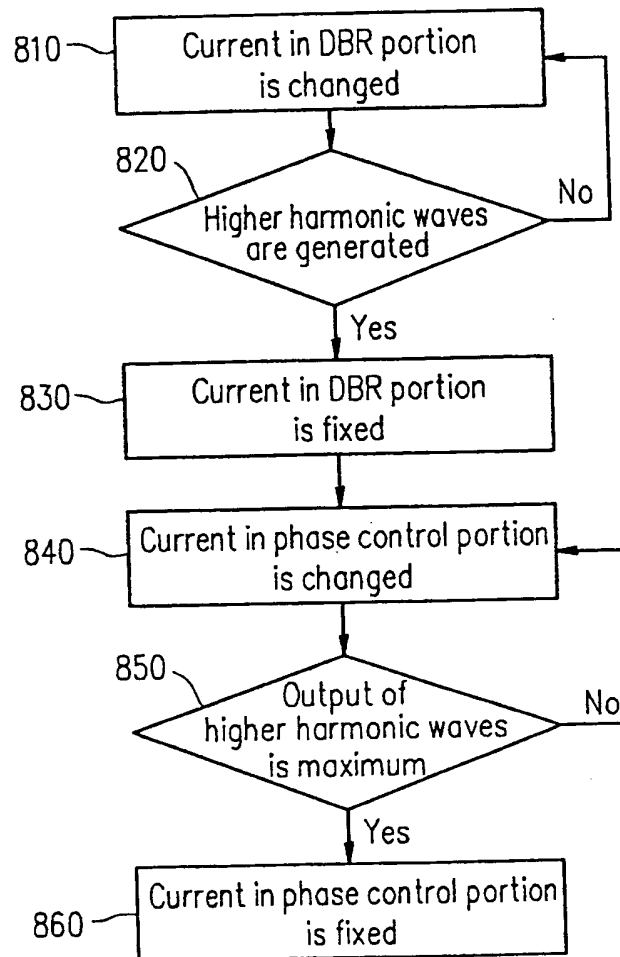 810
Current in DBR portion
is changed
820
Higher harmonic waves
are generated
No
Yes
830
Current in DBR portion
is fixed
840
Current in phase control portion
is changed
850
Output of
higher harmonic waves
is maximum
No
Yes
860
Current in phase control portion
is fixed